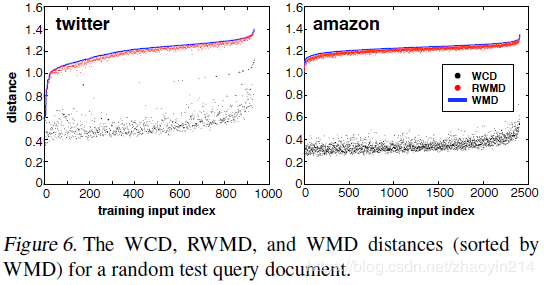 twitter
amazon
1.6
1.4
1.2
1.0
0.8
0.6
0.4
0.2
0
distance
0 200 400 600 800 1000
training input index
1.6
1.4
1.2
1.0
0.8
0.6
0.4
0.2
0
WCD
RWMD
WMD
0 500 1000 1500 2000 2500
training input index
Figure 6. The WCD, RWMD, and WMD distances (sorted by
WMD) for a random test query document.
https://blog.csdn.net/zhaoyin214